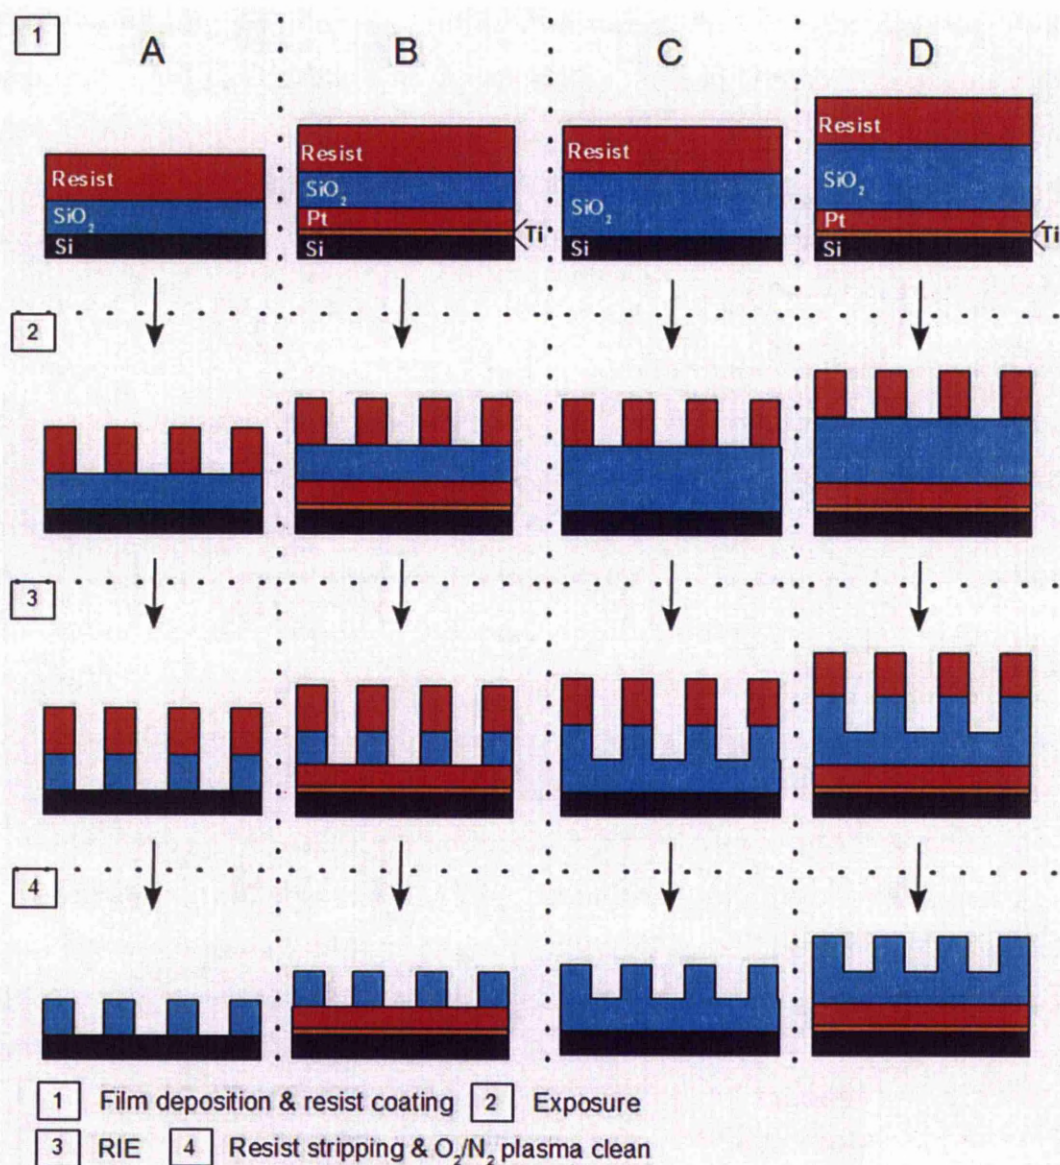 1
A B C D
Resist
SiO₂
Si
Resist
SiO₂
Pt
Ti
Si
Resist
SiO₂
Si
Resist
SiO₂
Pt
Ti
Si
2
3
4
1 Film deposition & resist coating 2 Exposure
3 RIE 4 Resist stripping & O₂/N₂ plasma clean